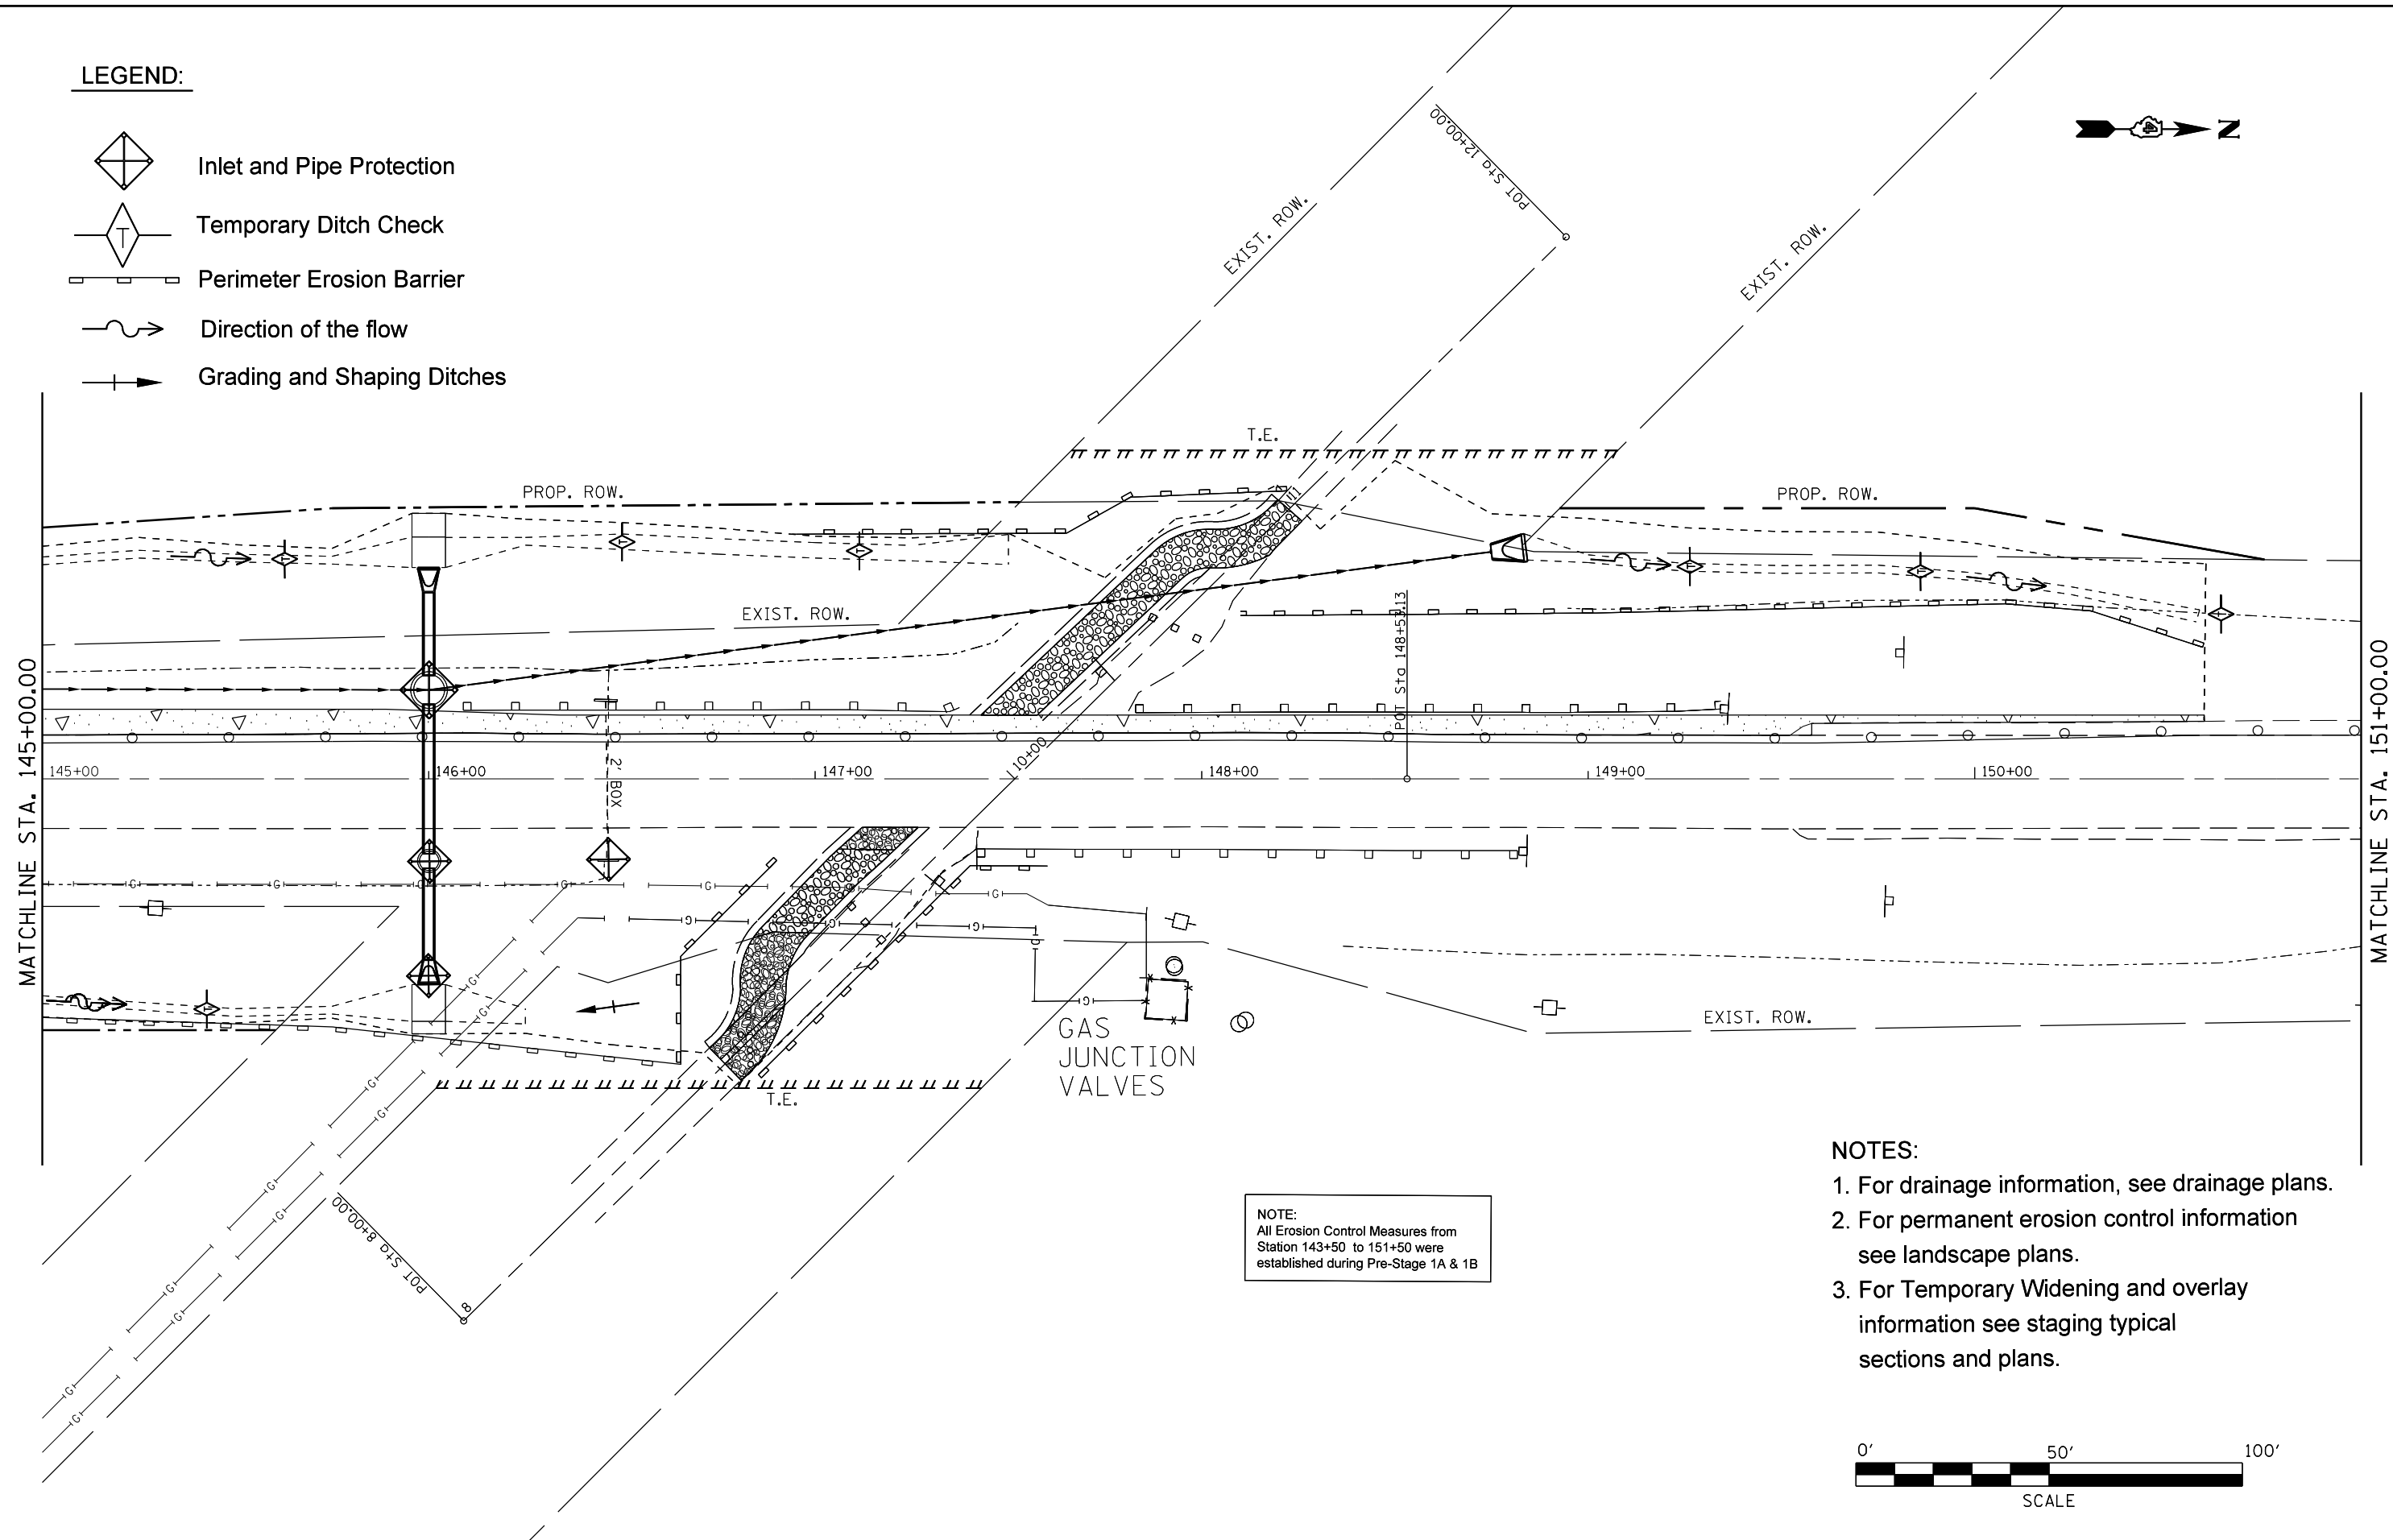 LEGEND:
Inlet and Pipe Protection
T
Temporary Ditch Check
Perimeter Erosion Barrier
Direction of the flow
Grading and Shaping Ditches
N
POT Sta 12+00.00
EXIST. ROW.
EXIST. ROW.
T.E.
PROP. ROW.
PROP. ROW.
EXIST. ROW.
POT Sta 148+53.13
MATCHLINE STA. 145+00.00
MATCHLINE STA. 151+00.00
145+00
146+00
2' BOX
147+00
10+00
148+00
149+00
150+00
GAS
JUNCTION
VALVES
EXIST. ROW.
T.E.
POT Sta 8+00.00
8
NOTE:
All Erosion Control Measures from
Station 143+50 to 151+50 were
established during Pre-Stage 1A & 1B
NOTES:
1. For drainage information, see drainage plans.
2. For permanent erosion control information
see landscape plans.
3. For Temporary Widening and overlay
information see staging typical
sections and plans.
0' 50' 100'
SCALE